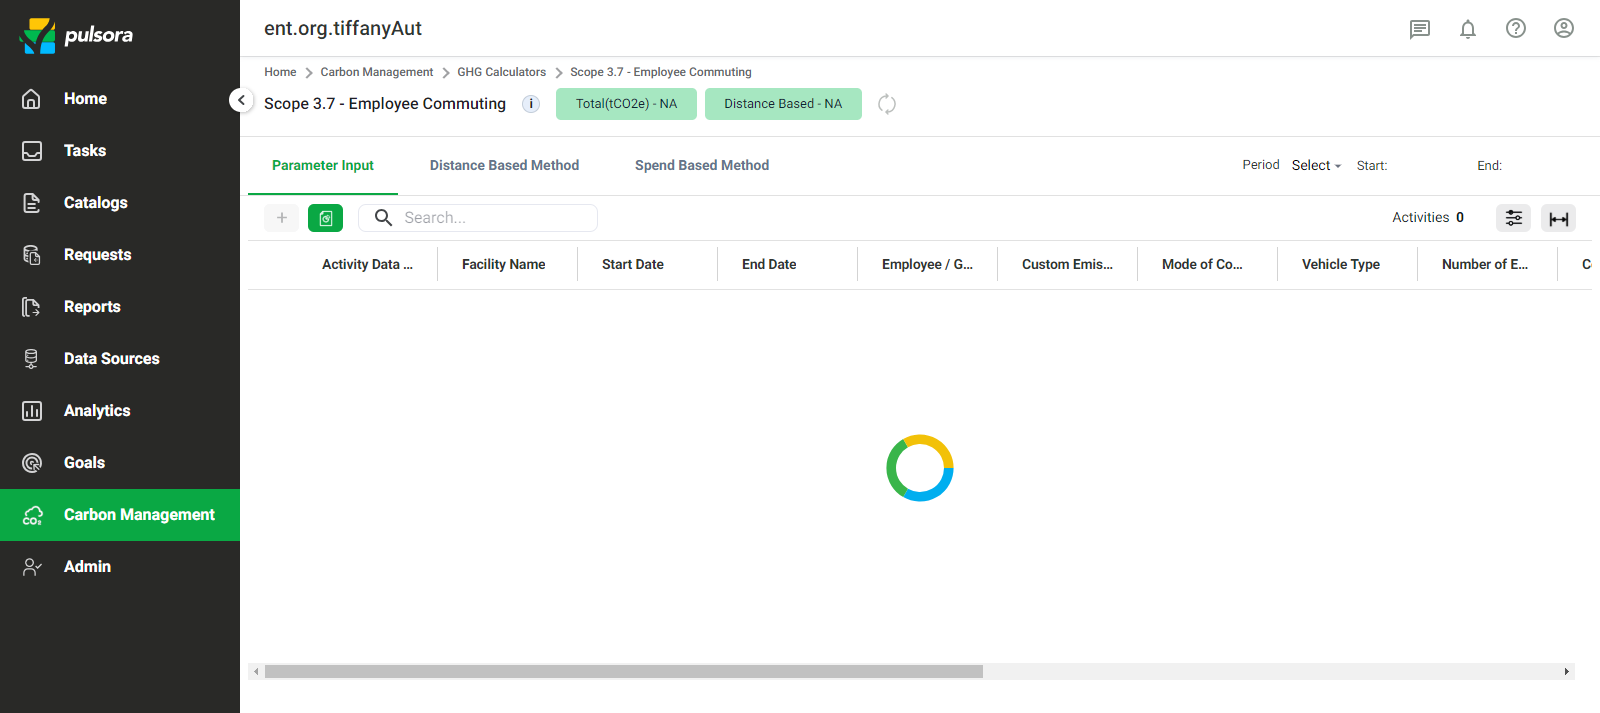 pulsora
ent.org.tiffanyAut
Home
Tasks
Catalogs
Requests
Reports
Data Sources
Analytics
Goals
CO₂ Carbon Management
Admin
Home > Carbon Management > GHG Calculators > Scope 3.7 - Employee Commuting
Scope 3.7 - Employee Commuting i Total(tCO2e) - NA Distance Based - NA
Parameter Input Distance Based Method Spend Based Method Period Select Start: End:
+ Search... Activities 0
Activity Data ... Facility Name Start Date End Date Employee / G... Custom Emis... Mode of Co... Vehicle Type Number of E...